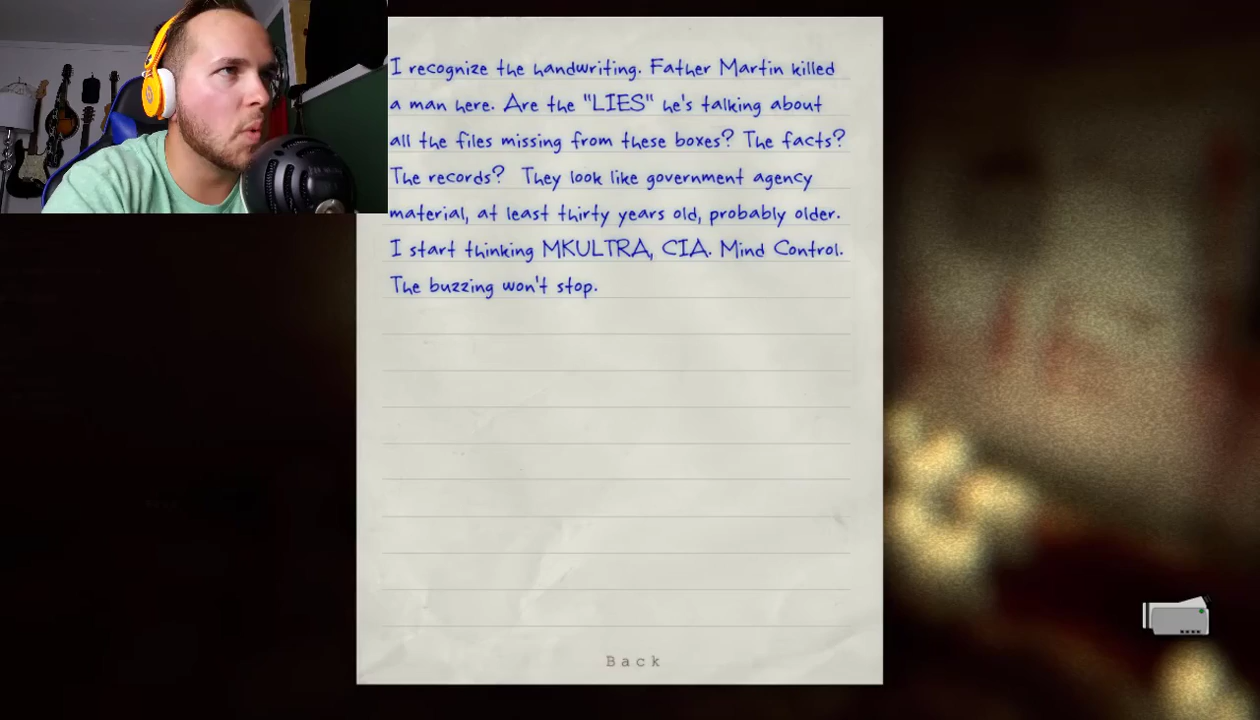 I recognize the handwriting. Father Martin killed
a man here. Are the "LIES" he's talking about
all the files missing from these boxes? The facts?
The records? They look like government agency
material, at least thirty years old, probably older.
I start thinking MKULTRA, CIA. Mind Control.
The buzzing won't stop.
Back